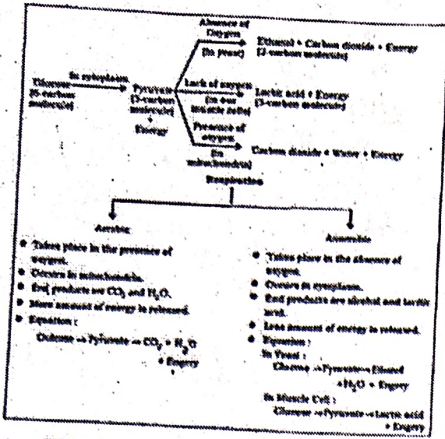 Absence of
Oxygen
(in yeast)
Ethanol + Carbon dioxide + Energy
[2-carbon molecule]
In cytoplasm
Glucose
[6-carbon
molecule]
Pyruvate
[3-carbon
molecule]
+
Energy
Lack of oxygen
(in our
muscle cells)
Lactic acid + Energy
[3-carbon molecule]
Presence of
oxygen
(in
mitochondria)
Carbon dioxide + Water + Energy
Respiration
Aerobic
• Takes place in the presence of
oxygen.
• Occurs in mitochondria.
• End products are CO₂ and H₂O.
• More amount of energy is released.
• Equation :
Glucose → Pyruvate → CO₂ + H₂O
+ Energy
Anaerobic
• Takes place in the absence of
oxygen.
• Occurs in cytoplasm.
• End products are alcohol and lactic
acid.
• Less amount of energy is released.
• Equation :
In Yeast :
Glucose → Pyruvate → Ethanol
+ H₂O + Energy
In Muscle Cell :
Glucose → Pyruvate → Lactic acid
+ Energy